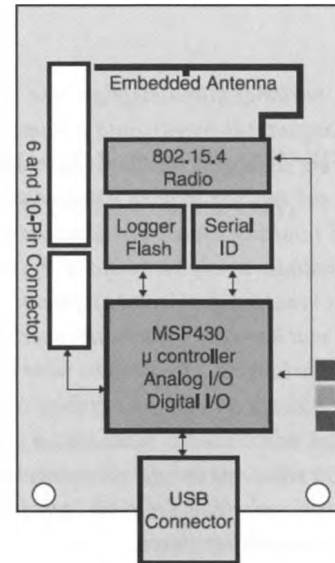 Embedded Antenna
6 and 10-Pin Connector
802.15.4
Radio
Logger
Flash
Serial
ID
MSP430
μ controller
Analog I/O
Digital I/O
USB
Connector